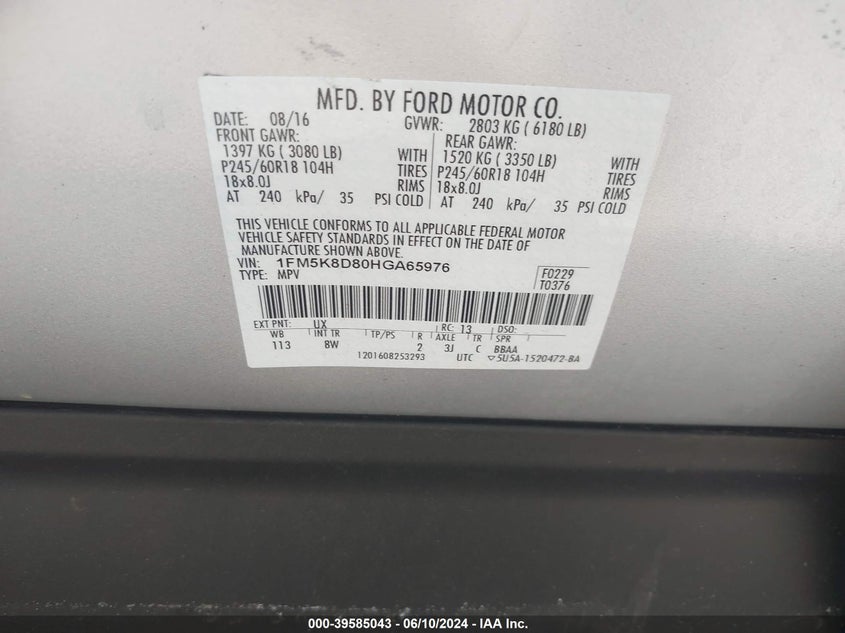 MFD. BY FORD MOTOR CO.
DATE: 08/16 GVWR: 2803 KG ( 6180 LB)
FRONT GAWR: REAR GAWR:
1397 KG ( 3080 LB) WITH 1520 KG ( 3350 LB) WITH
P245/60R18 104H TIRES P245/60R18 104H TIRES
18x8.0J RIMS 18x8.0J RIMS
AT 240 kPa/ 35 PSI COLD AT 240 kPa/ 35 PSI COLD
THIS VEHICLE CONFORMS TO ALL APPLICABLE FEDERAL MOTOR
VEHICLE SAFETY STANDARDS IN EFFECT ON THE DATE OF
MANUFACTURE SHOWN ABOVE.
VIN: 1FM5K8D80HGA65976 F0229
TYPE: MPV T0376
EXT PNT: UX RC: 13 DSO:
WB INT TR TP/PS R AXLE TR SPR
113 8W 2 3J C BBAA
1201608253293 UTC ▽5U5A-1520472-BA
000-39585043 - 06/10/2024 - IAA Inc.